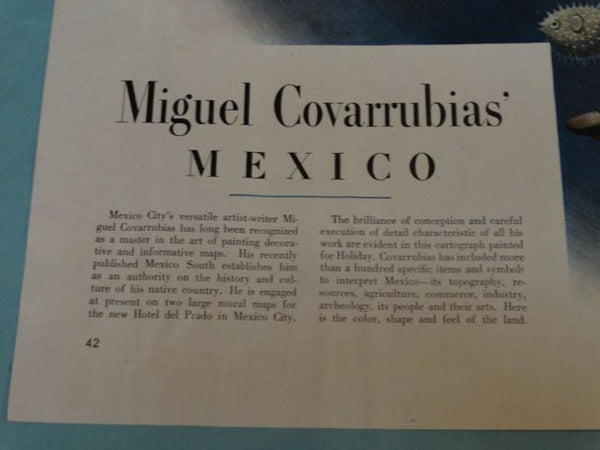 Miguel Covarrubias'
MEXICO
Mexico City's versatile artist-writer Mi-
guel Covarrubias has long been recognized
as a master in the art of painting decora-
tive and informative maps. His recently
published Mexico South establishes him
as an authority on the history and cul-
ture of his native country. He is engaged
at present on two large mural maps for
the new Hotel del Prado in Mexico City.
The brilliance of conception and careful
execution of detail characteristic of all his
work are evident in this cartograph painted
for Holiday. Covarrubias has included more
than a hundred specific items and symbols
to interpret Mexico—its topography, re-
sources, agriculture, commerce, industry,
archeology, its people and their arts. Here
is the color, shape and feel of the land.
42